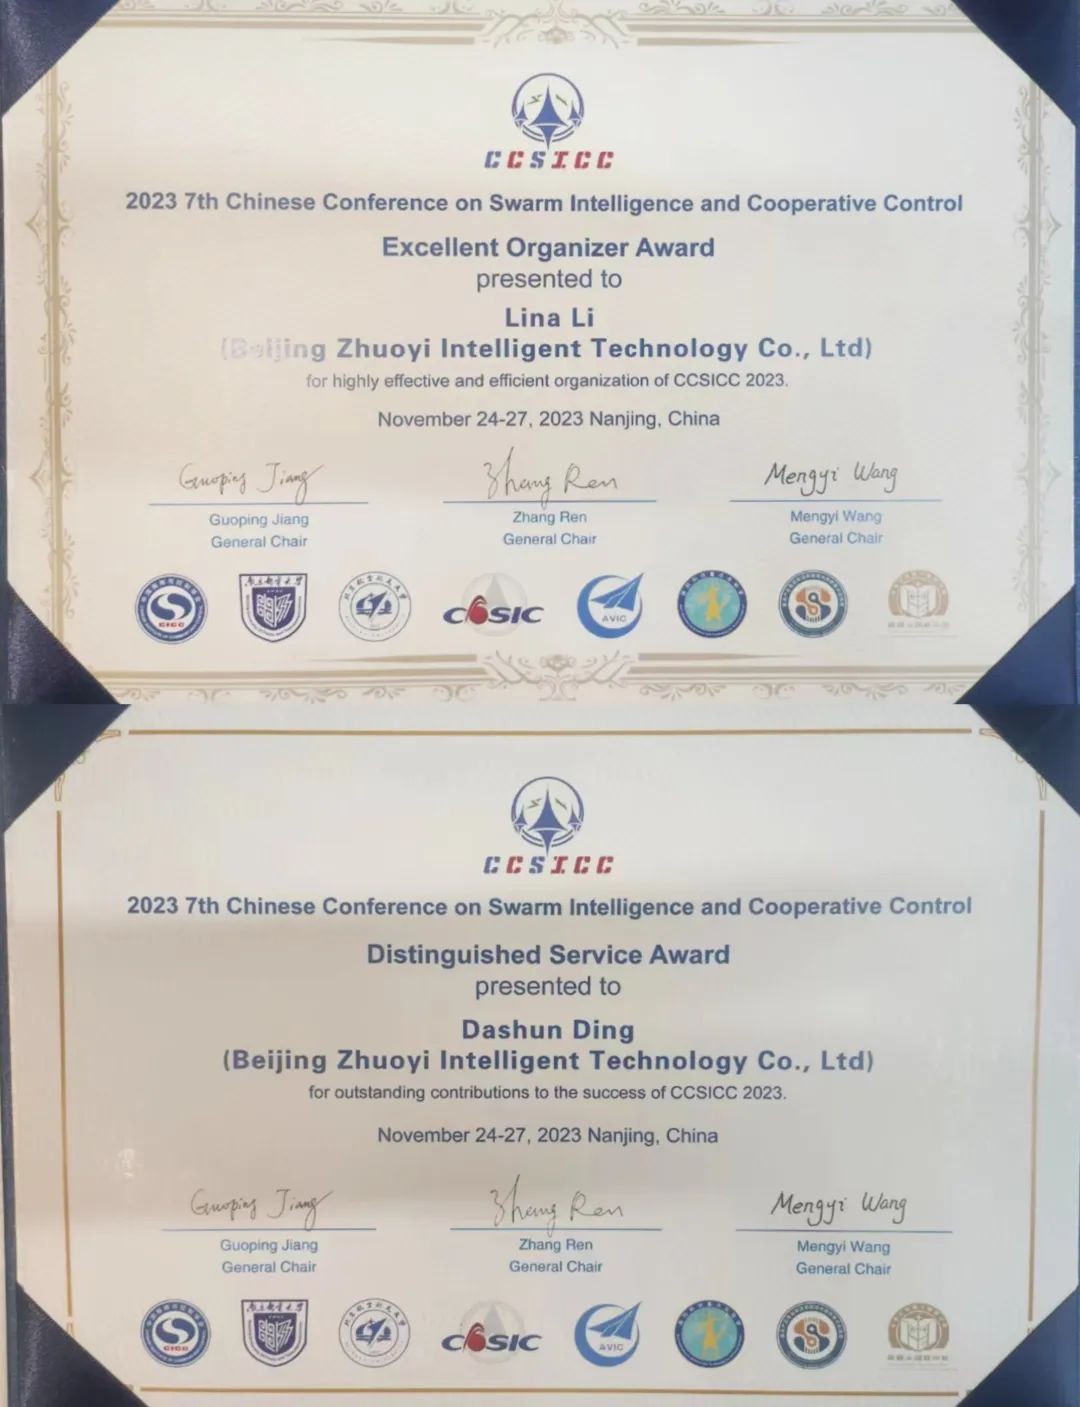 CCSICC
2023 7th Chinese Conference on Swarm Intelligence and Cooperative Control
Excellent Organizer Award
presented to
Lina Li
(Beijing Zhuoyi Intelligent Technology Co., Ltd)
for highly effective and efficient organization of CCSICC 2023.
November 24-27, 2023 Nanjing, China
Guoping Jiang Zhang Ren Mengyi Wang
Guoping Jiang Zhang Ren Mengyi Wang
General Chair General Chair General Chair
CICC CASIC AVIC
CCSICC
2023 7th Chinese Conference on Swarm Intelligence and Cooperative Control
Distinguished Service Award
presented to
Dashun Ding
(Beijing Zhuoyi Intelligent Technology Co., Ltd)
for outstanding contributions to the success of CCSICC 2023.
November 24-27, 2023 Nanjing, China
Guoping Jiang Zhang Ren Mengyi Wang
Guoping Jiang Zhang Ren Mengyi Wang
General Chair General Chair General Chair
CICC CASIC AVIC